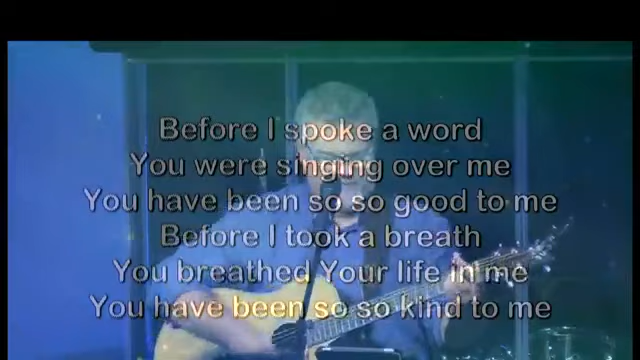 Before I spoke a word
You were singing over me
You have been so so good to me
Before I took a breath
You breathed Your life in me
You have been so so kind to me